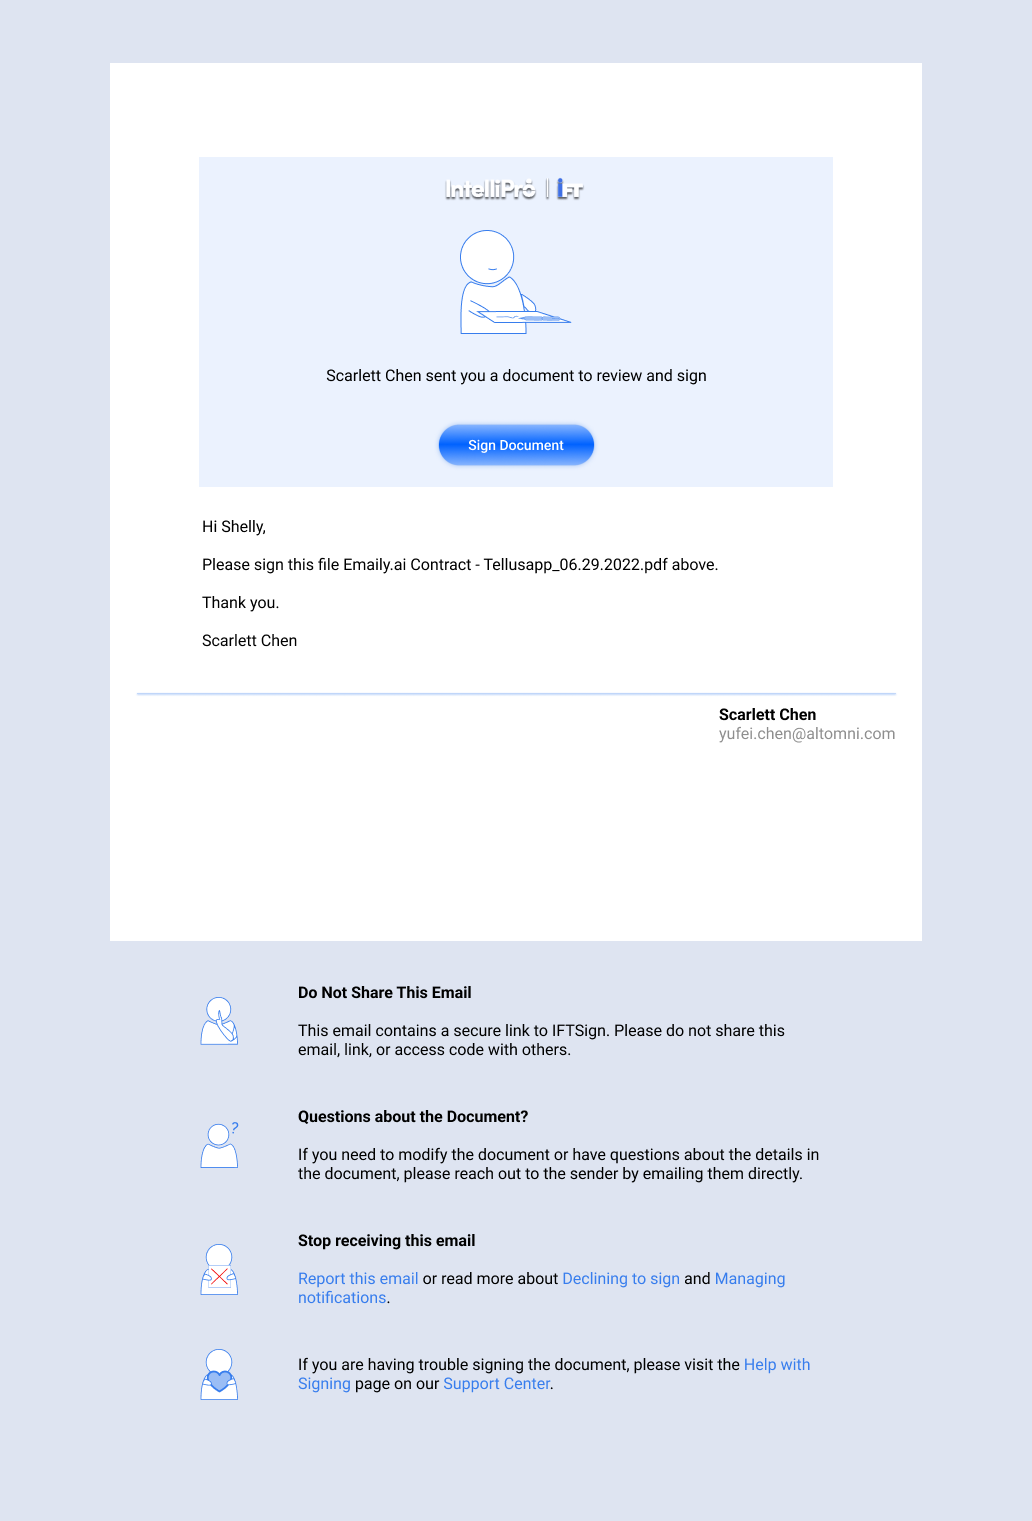 IntelliPro | iFT
Scarlett Chen sent you a document to review and sign
Sign Document
Hi Shelly,
Please sign this file Emaily.ai Contract - Tellusapp_06.29.2022.pdf above.
Thank you.
Scarlett Chen
Scarlett Chen
yufei.chen@altomni.com
Do Not Share This Email
This email contains a secure link to IFTSign. Please do not share this
email, link, or access code with others.
?
Questions about the Document?
If you need to modify the document or have questions about the details in
the document, please reach out to the sender by emailing them directly.
Stop receiving this email
Report this email or read more about Declining to sign and Managing
notifications.
If you are having trouble signing the document, please visit the Help with
Signing page on our Support Center.